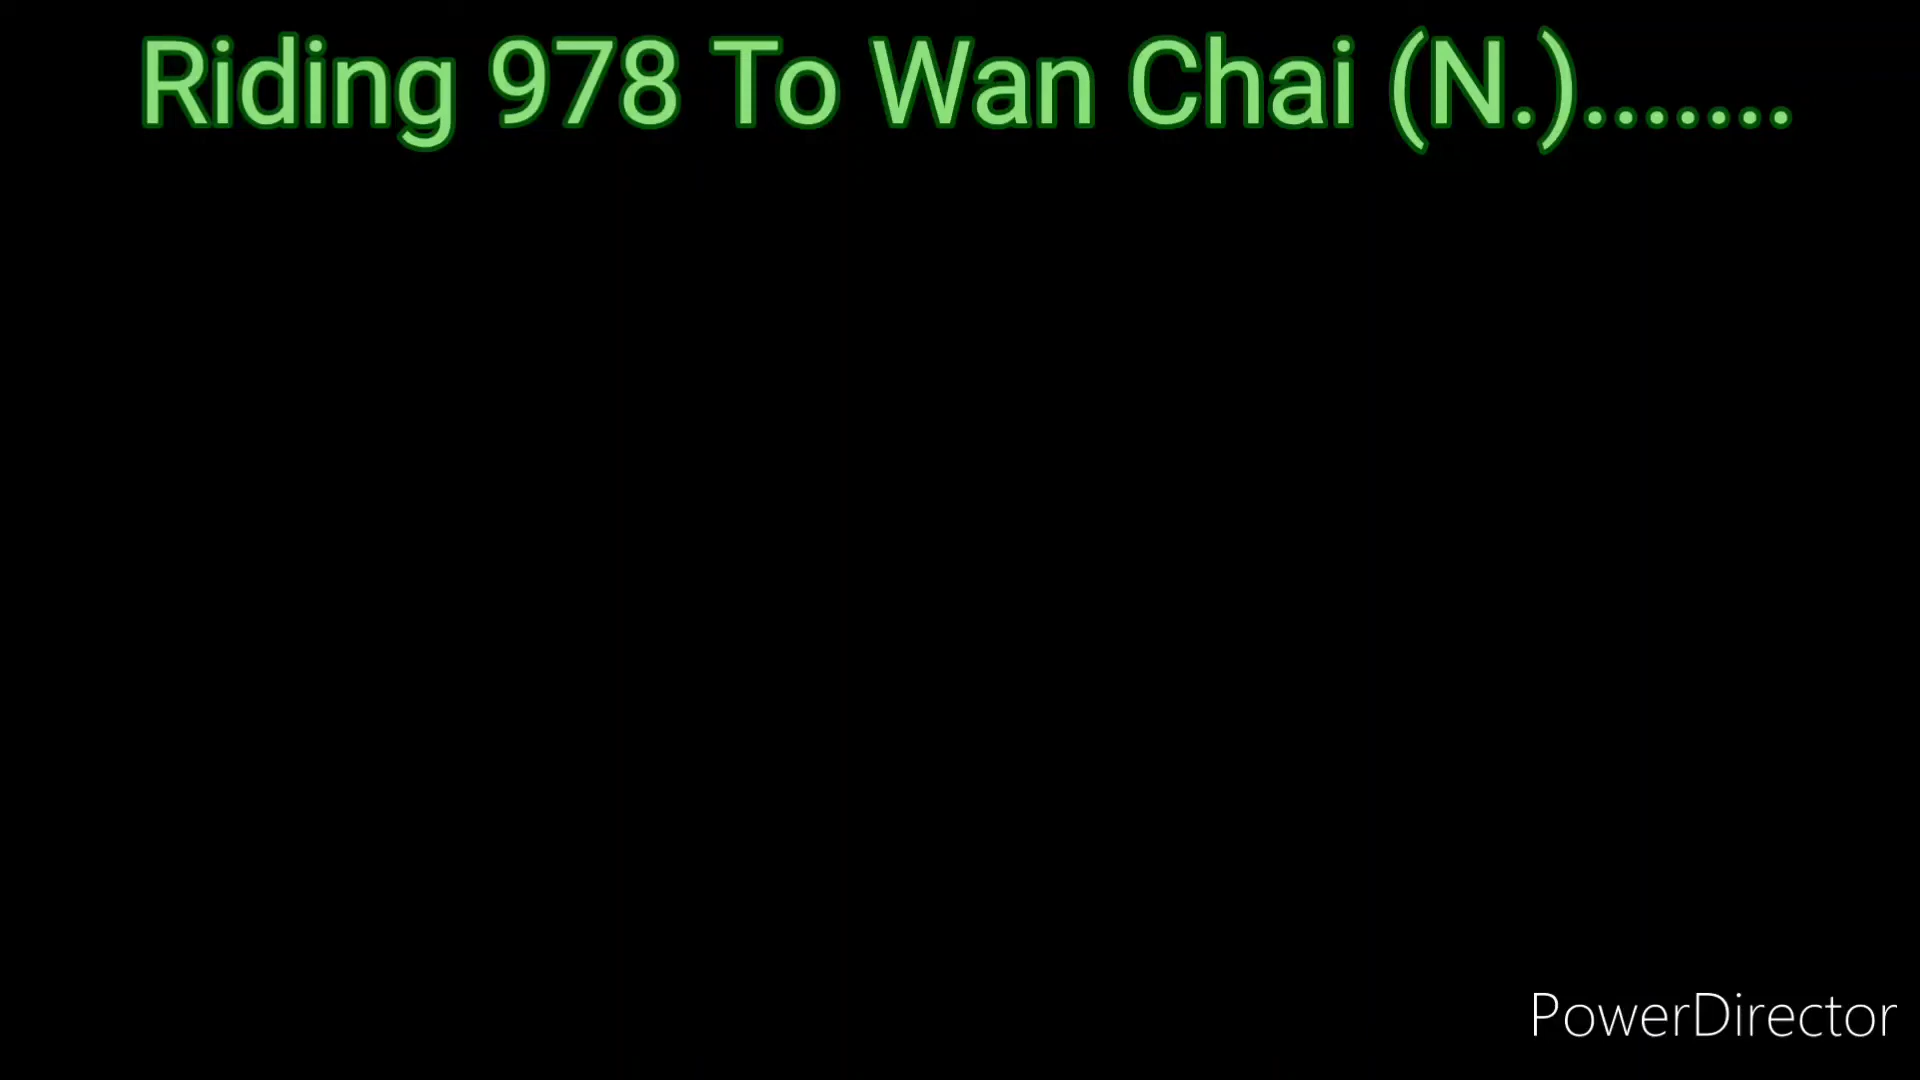 Riding 978 To Wan Chai (N.).......
PowerDirector